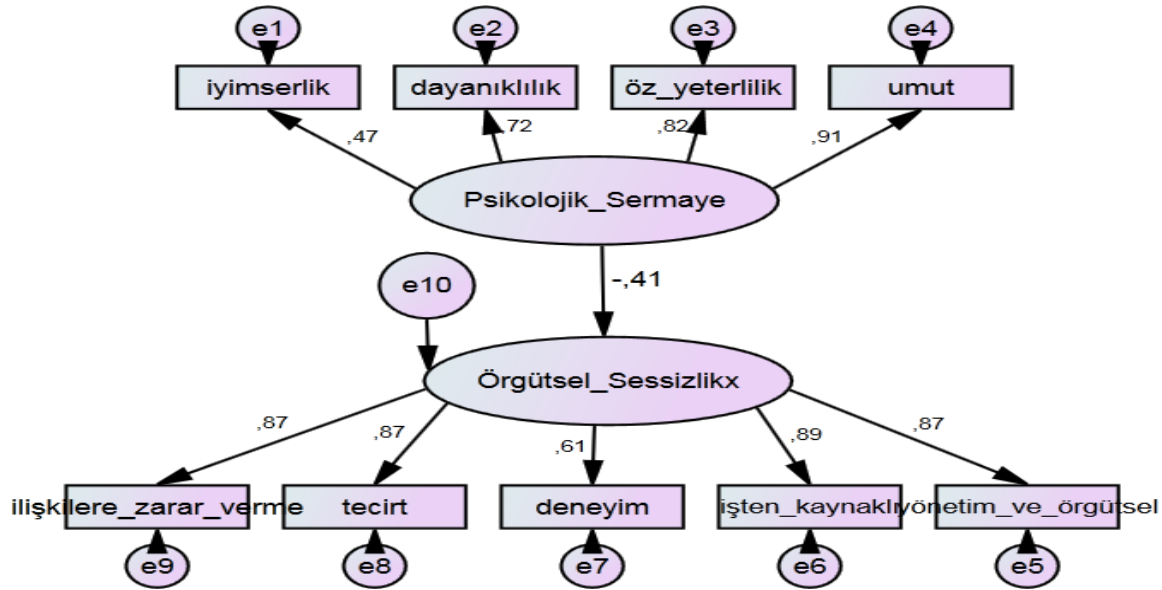 e1 e2 e3 e4
iyimserlik dayanıklılık öz_yeterlilik umut
,47 ,72 ,82 ,91
Psikolojik_Sermaye
-,41
e10
Örgütsel_Sessizlikx
,87 ,87 ,61 ,89 ,87
ilişkilere_zarar_verme tecirt deneyim işten_kaynaklı yönetim_ve_örgütsel
e9 e8 e7 e6 e5